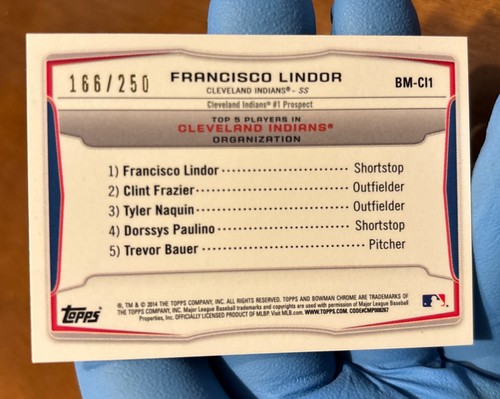 166/250
FRANCISCO LINDOR
BM-CI1
CLEVELAND INDIANS® - SS
Cleveland Indians' #1 Prospect
TOP 5 PLAYERS IN
CLEVELAND INDIANS®
ORGANIZATION
1) Francisco Lindor Shortstop
2) Clint Frazier Outfielder
3) Tyler Naquin Outfielder
4) Dorssys Paulino Shortstop
5) Trevor Bauer Pitcher
®, TM & © 2014 THE TOPPS COMPANY, INC. ALL RIGHTS RESERVED. TOPPS AND BOWMAN CHROME ARE TRADEMARKS OF
THE TOPPS COMPANY, INC. Major League Baseball trademarks and copyrights are used with permission of Major League Baseball
Properties, Inc. OFFICIALLY LICENSED PRODUCT OF MLBP. Visit MLB.com. WWW.TOPPS.COM. CODE#CMP008267
TOPPS